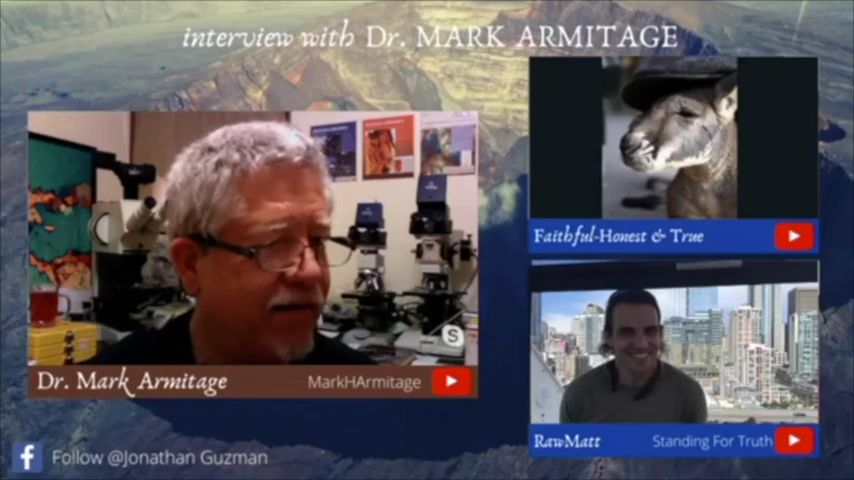 interview with Dr. MARK ARMITAGE
Faithful-Honest & True
Dr. Mark Armitage MarkHArmitage
RawMatt Standing For Truth
Follow @Jonathan Guzman